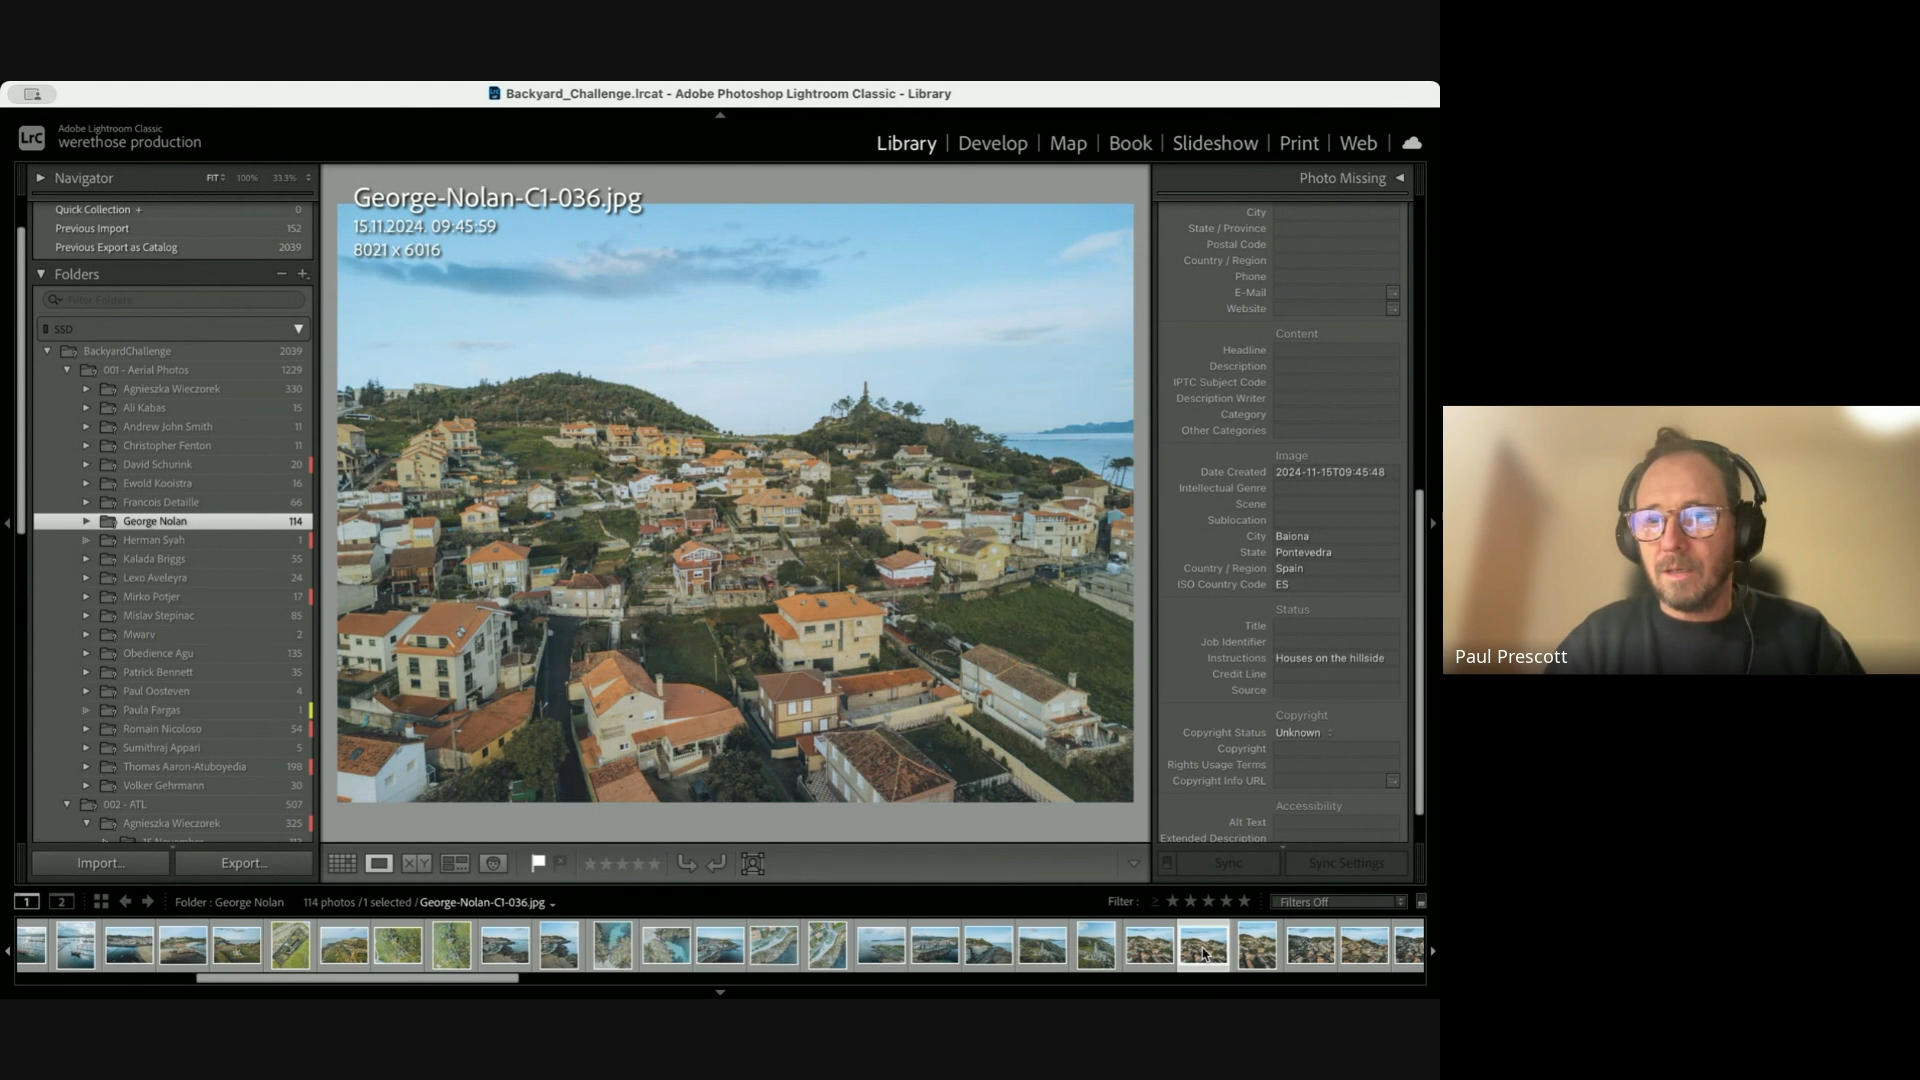 Backyard_Challenge.lrcat - Adobe Photoshop Lightroom Classic - Library
LrC
Adobe Lightroom Classic
werethose production
Library | Develop | Map | Book | Slideshow | Print | Web |
Navigator FIT 100% 33.3%
Quick Collection + 0
Previous Import 152
Previous Export as Catalog 2039
Folders
Filter Folders
SSD
BackyardChallenge 2039
001 - Aerial Photos 1229
Agnieszka Wieczorek 330
Ali Kabas 15
Andrew John Smith 11
Christopher Fenton 11
David Schurink 20
Ewold Kooistra 16
Francois Detaille 66
George Nolan 114
Herman Syah 1
Kalada Briggs 55
Lexo Aveleyra 24
Mirko Potjer 17
Mislav Stepinac 85
Mwarv 2
Obedience Agu 135
Patrick Bennett 35
Paul Oosteven 4
Paula Fargas 1
Romain Nicoloso 54
Sumithraj Appari 5
Thomas Aaron-Atuboyedia 198
Volker Gehrmann 30
002 - ATL 507
Agnieszka Wieczorek 325
Import...
Export...
George-Nolan-C1-036.jpg
15.11.2024. 09:45:59
8021 x 6016
XY
Photo Missing
City
State / Province
Postal Code
Country / Region
Phone
E-Mail
Website
Content
Headline
Description
IPTC Subject Code
Description Writer
Category
Other Categories
Image
Date Created 2024-11-15T09:45:48
Intellectual Genre
Scene
Sublocation
City Baiona
State Pontevedra
Country / Region Spain
ISO Country Code ES
Status
Title
Job Identifier
Instructions Houses on the hillside
Credit Line
Source
Copyright
Copyright Status Unknown
Copyright
Rights Usage Terms
Copyright Info URL
Accessibility
Alt Text
Extended Description
Sync
Sync Settings
1 2 Folder : George Nolan 114 photos / 1 selected / George-Nolan-C1-036.jpg
Filter : Filters Off
Paul Prescott